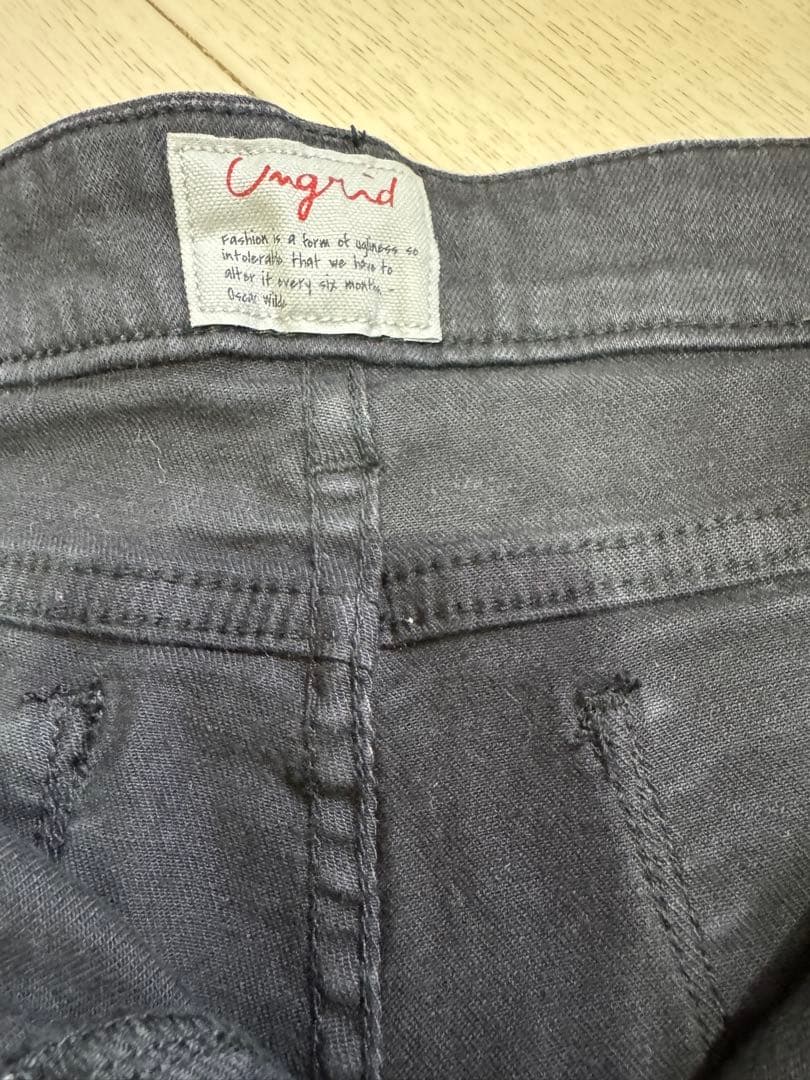 Ungrid
Fashion is a form of ugliness so
intolerable that we have to
alter it every six months -
Oscar Wilde